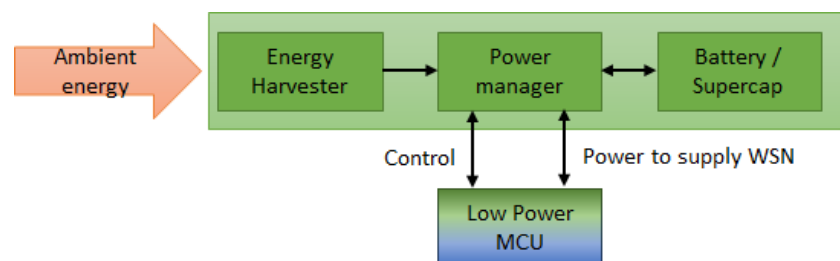 Ambient
energy
Energy
Harvester
Power
manager
Battery /
Supercap
Control
Power to supply WSN
Low Power
MCU